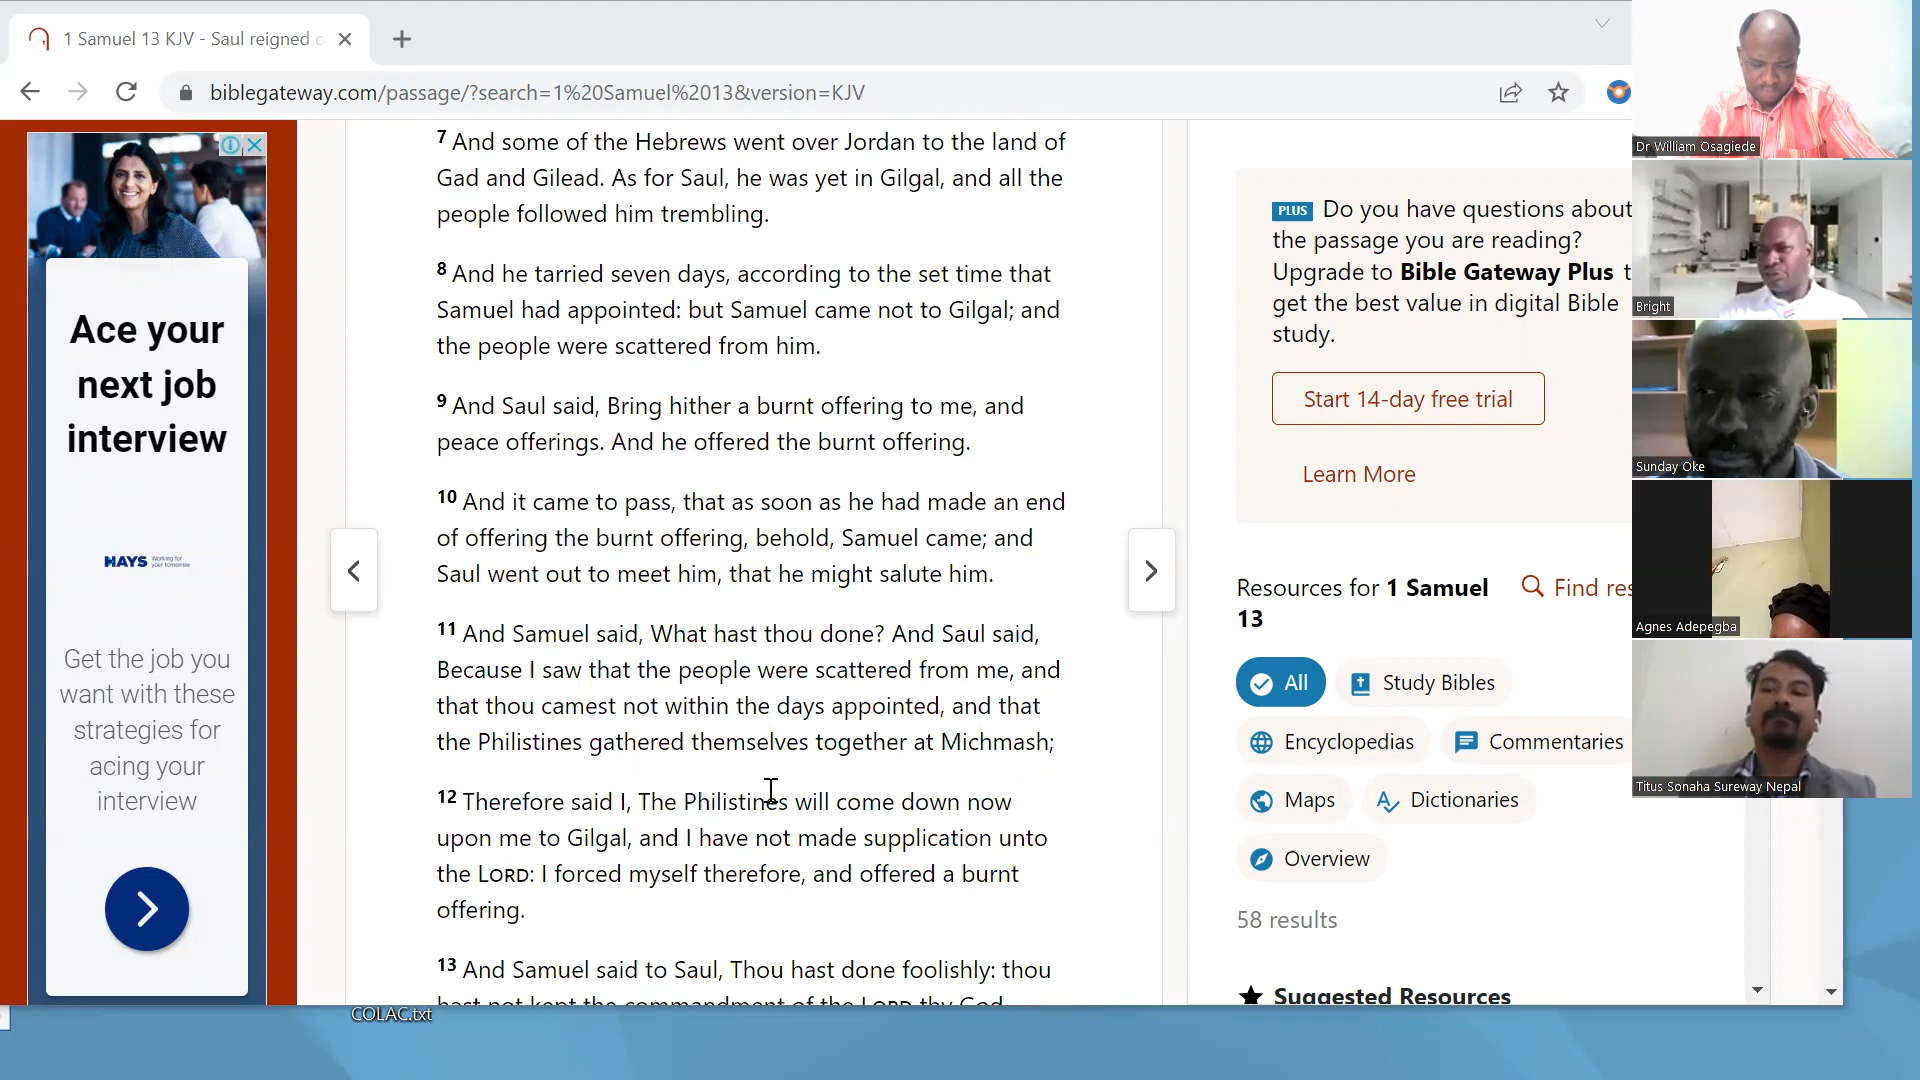 1 Samuel 13 KJV - Saul reigned o
biblegateway.com/passage/?search=1%20Samuel%2013&version=KJV
Ace your
next job
interview
HAYS Working for
your tomorrow
Get the job you
want with these
strategies for
acing your
interview
7 And some of the Hebrews went over Jordan to the land of
Gad and Gilead. As for Saul, he was yet in Gilgal, and all the
people followed him trembling.
8 And he tarried seven days, according to the set time that
Samuel had appointed: but Samuel came not to Gilgal; and
the people were scattered from him.
9 And Saul said, Bring hither a burnt offering to me, and
peace offerings. And he offered the burnt offering.
10 And it came to pass, that as soon as he had made an end
of offering the burnt offering, behold, Samuel came; and
Saul went out to meet him, that he might salute him.
11 And Samuel said, What hast thou done? And Saul said,
Because I saw that the people were scattered from me, and
that thou camest not within the days appointed, and that
the Philistines gathered themselves together at Michmash;
12 Therefore said I, The Philistines will come down now
upon me to Gilgal, and I have not made supplication unto
the LORD: I forced myself therefore, and offered a burnt
offering.
13 And Samuel said to Saul, Thou hast done foolishly: thou
hast not kept the commandment of the LORD thy God,
COLAC.txt
PLUS Do you have questions about
the passage you are reading?
Upgrade to Bible Gateway Plus t
get the best value in digital Bible
study.
Start 14-day free trial
Learn More
Resources for 1 Samuel
13
Find res
All
Study Bibles
Encyclopedias
Commentaries
Maps
Dictionaries
Overview
58 results
Suggested Resources
Dr William Osagiede
Bright
Sunday Oke
Agnes Adepegba
Titus Sonaha Sureway Nepal